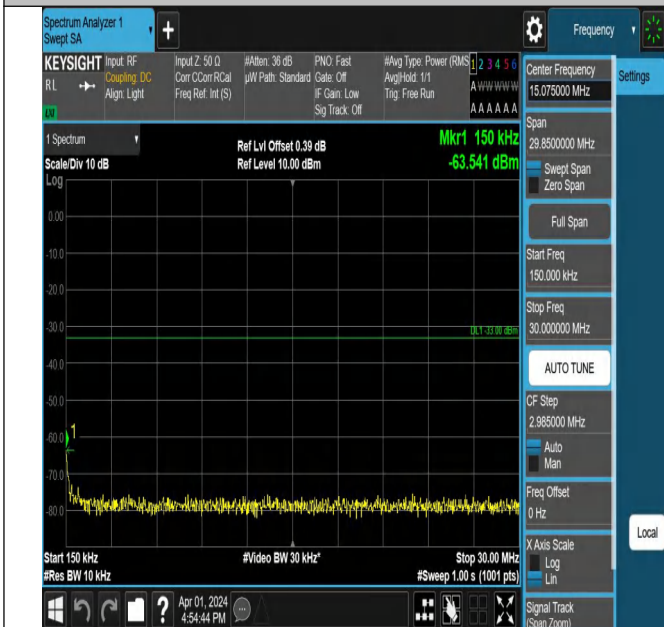 Spectrum Analyzer 1
Swept SA
Frequency
KEYSIGHT
RL
LXI
Input: RF
Coupling: DC
Align: Light
Input Z: 50 Ω
Corr CCorr RCal
Freq Ref: Int (S)
#Atten: 36 dB
µW Path: Standard
PNO: Fast
Gate: Off
IF Gain: Low
Sig Track: Off
#Avg Type: Power (RMS
Avg|Hold: 1/1
Trig: Free Run
1 2 3 4 5 6
A W W W W W
A A A A A A
1 Spectrum
Scale/Div 10 dB
Log
Ref Lvl Offset 0.39 dB
Ref Level 10.00 dBm
Mkr1 150 kHz
-63.541 dBm
0.00
-10.0
-20.0
-30.0
DL1 -33.00 dBm
-40.0
-50.0
-60.0
1
-70.0
-80.0
Start 150 kHz
#Res BW 10 kHz
#Video BW 30 kHz*
Stop 30.00 MHz
#Sweep 1.00 s (1001 pts)
?
Apr 01, 2024
4:54:44 PM
Center Frequency
15.075000 MHz
Settings
Span
29.8500000 MHz
Swept Span
Zero Span
Full Span
Start Freq
150.000 kHz
Stop Freq
30.000000 MHz
AUTO TUNE
CF Step
2.985000 MHz
Auto
Man
Freq Offset
0 Hz
Local
X Axis Scale
Log
Lin
Signal Track
(Span Zoom)